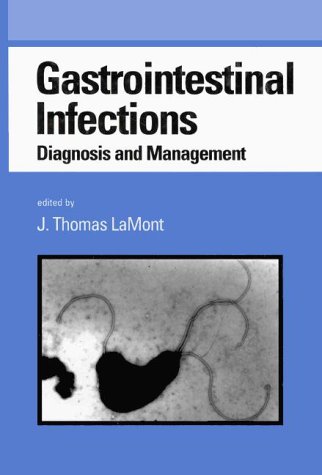 Gastrointestinal
Infections
Diagnosis and Management
edited by
J. Thomas LaMont